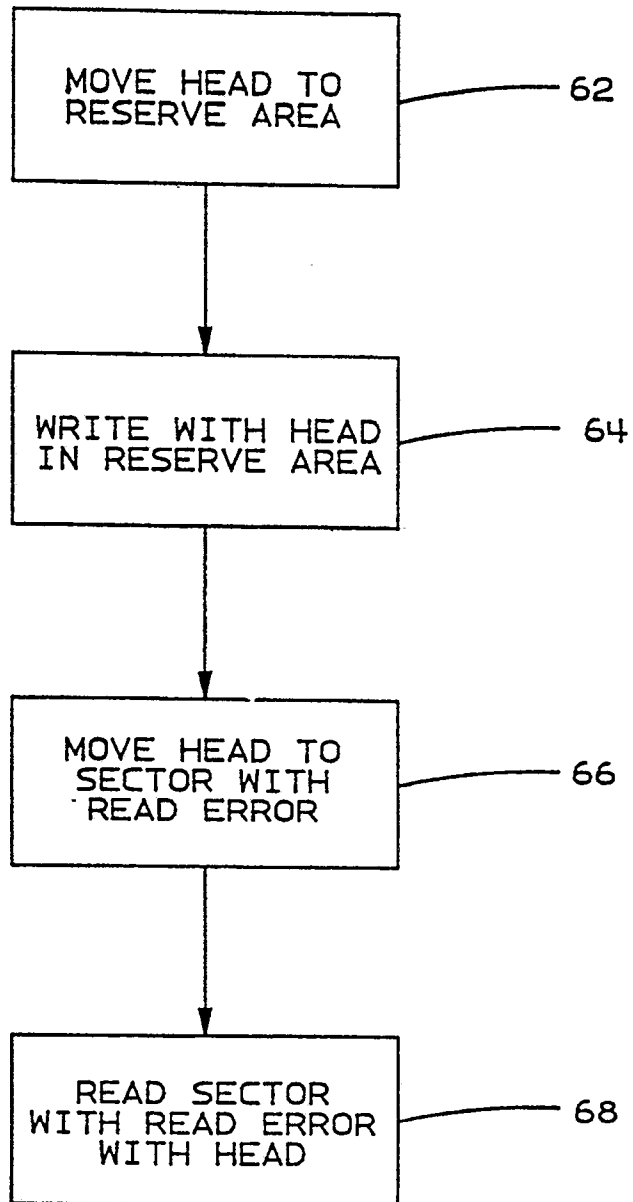 MOVE HEAD TO
RESERVE AREA
62
WRITE WITH HEAD
IN RESERVE AREA
64
MOVE HEAD TO
SECTOR WITH
READ ERROR
66
READ SECTOR
WITH READ ERROR
WITH HEAD
68